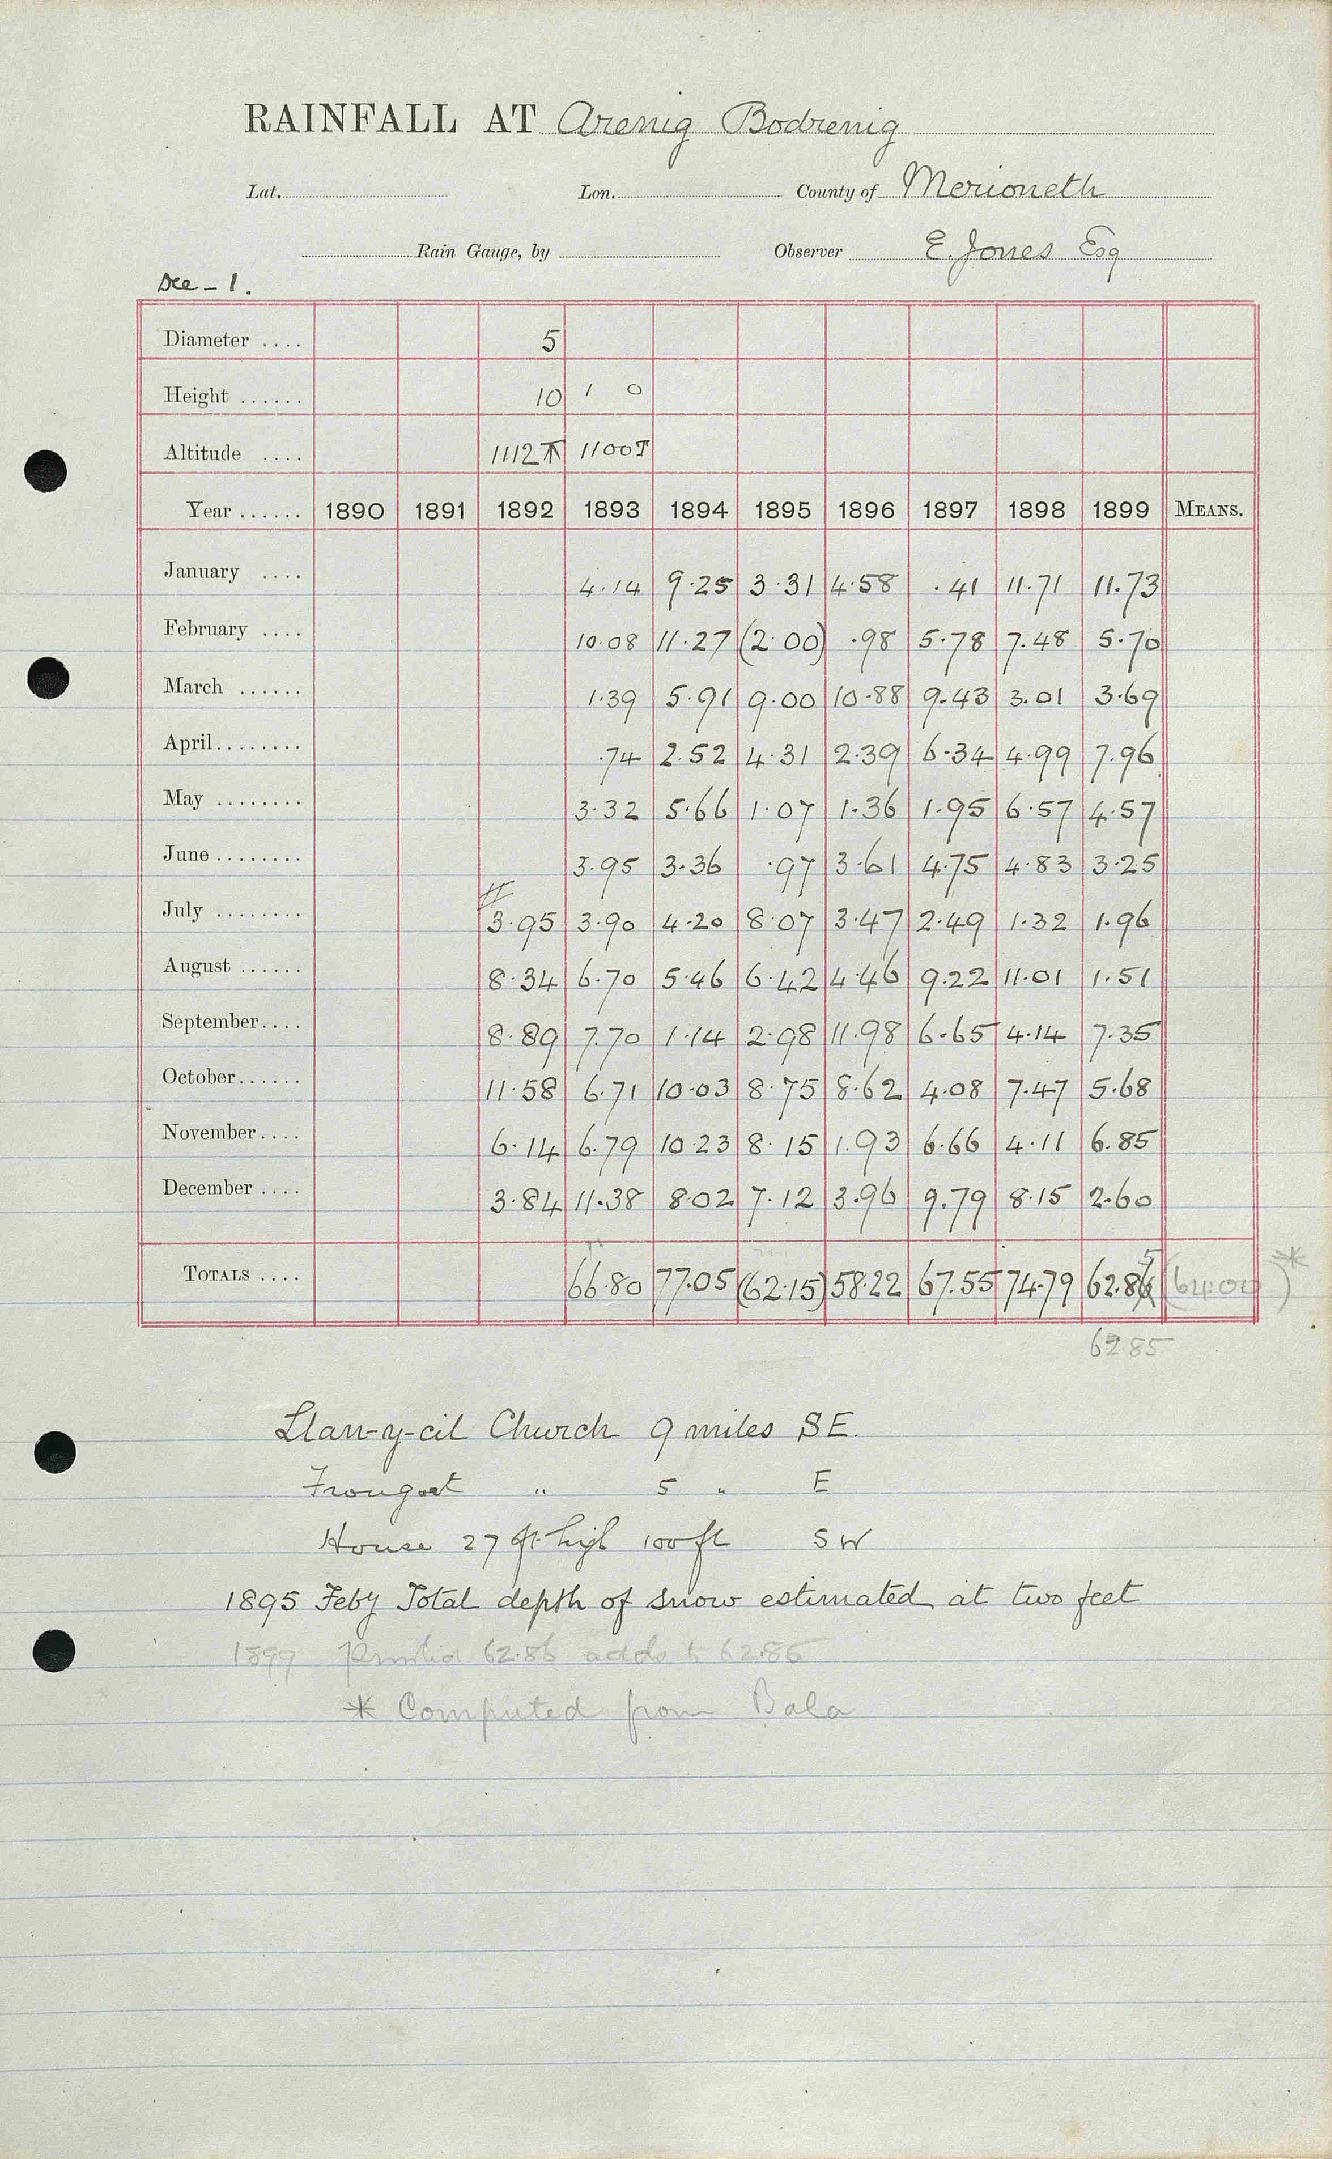 RAINFALL AT Arenig Bodrenig
Lat. Lon. County of Merioneth
Rain Gauge, by Observer E. Jones Esq
Dec - 1.
Diameter .... 5
Height ...... 10 1 0
Altitude .... 1112 T 1100 T
Year ...... 1890 1891 1892 1893 1894 1895 1896 1897 1898 1899 MEANS.
January .... 4.14 9.25 3.31 4.58 .41 11.71 11.73
February .... 10.08 11.27 (2.00) .98 5.78 7.48 5.70
March ...... 1.39 5.91 9.00 10.88 9.43 3.01 3.69
April ........ .74 2.52 4.31 2.39 6.34 4.99 7.96
May ........ 3.32 5.66 1.07 1.36 1.95 6.57 4.57
June ........ 3.95 3.36 .97 3.61 4.75 4.83 3.25
July ........ 3.95 3.90 4.20 8.07 3.47 2.49 1.32 1.96
August ...... 8.34 6.70 5.46 6.42 4.46 9.22 11.01 1.51
September .... 8.89 7.70 1.14 2.98 11.98 6.65 4.14 7.35
October ...... 11.58 6.71 10.03 8.75 8.62 4.08 7.47 5.68
November .... 6.14 6.79 10.23 8.15 1.93 6.66 4.11 6.85
December .... 3.84 11.38 8.02 7.12 3.96 9.79 8.15 2.60
TOTALS .... 66.80 77.05 (62.15) 58.22 67.55 74.79 62.86 5 (64.00)*
62.85
Llan-y-cil Church 9 miles SE.
Frongoet " 5 " E
House 27 ft high 100 ft SW
1895 Feby Total depth of snow estimated at two feet
1899 Printed 62.86 adds to 62.85
* Computed from Bala